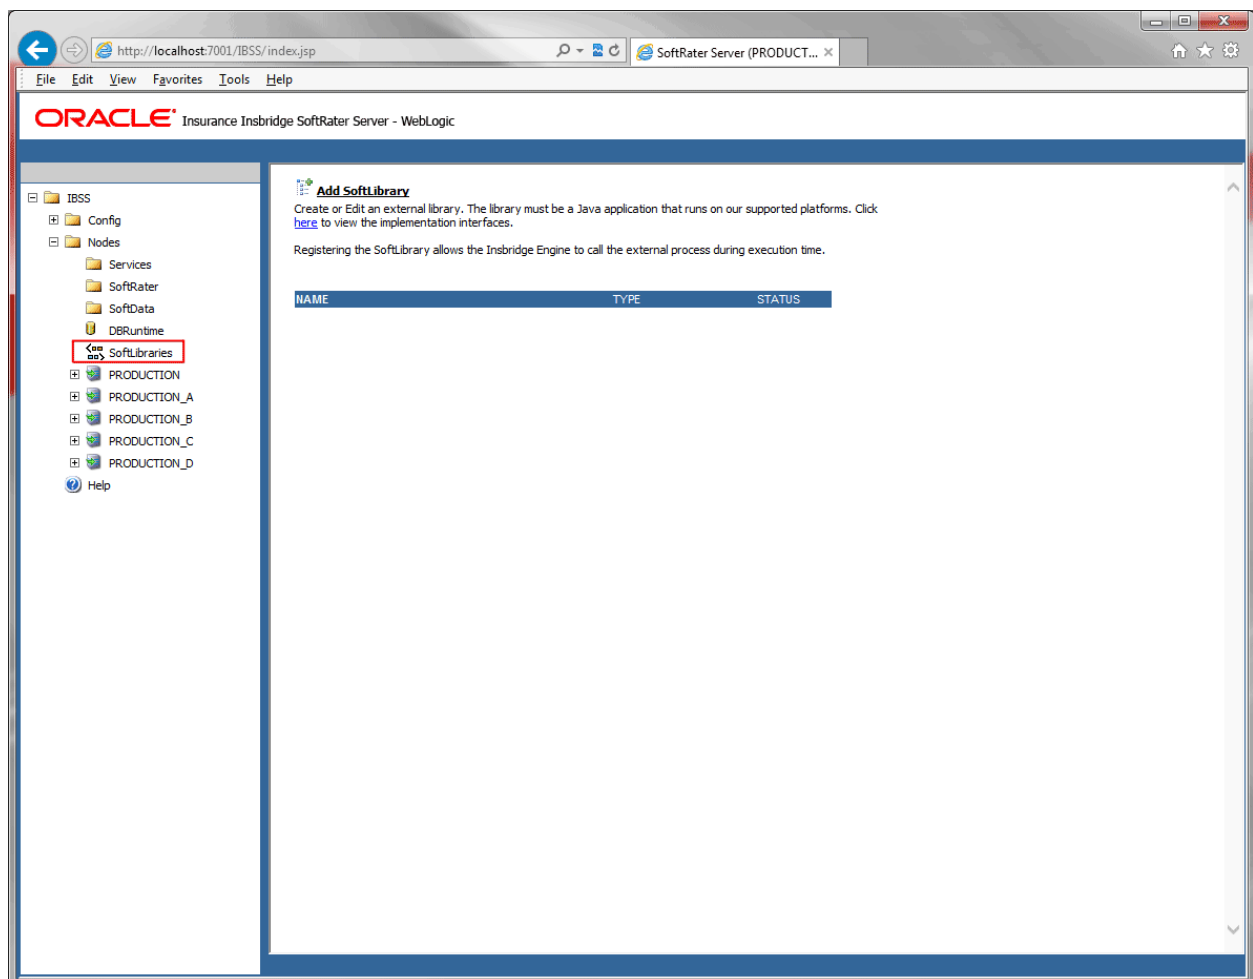 http://localhost:7001/IBSS/index.jsp
SoftRater Server (PRODUCT...
File Edit View Favorites Tools Help
ORACLE Insurance Insbridge SoftRater Server - WebLogic
IBSS
Config
Nodes
Services
SoftRater
SoftData
DBRuntime
SoftLibraries
PRODUCTION
PRODUCTION_A
PRODUCTION_B
PRODUCTION_C
PRODUCTION_D
Help
Add SoftLibrary
Create or Edit an external library. The library must be a Java application that runs on our supported platforms. Click
here to view the implementation interfaces.
Registering the SoftLibrary allows the Insbridge Engine to call the external process during execution time.
NAME TYPE STATUS